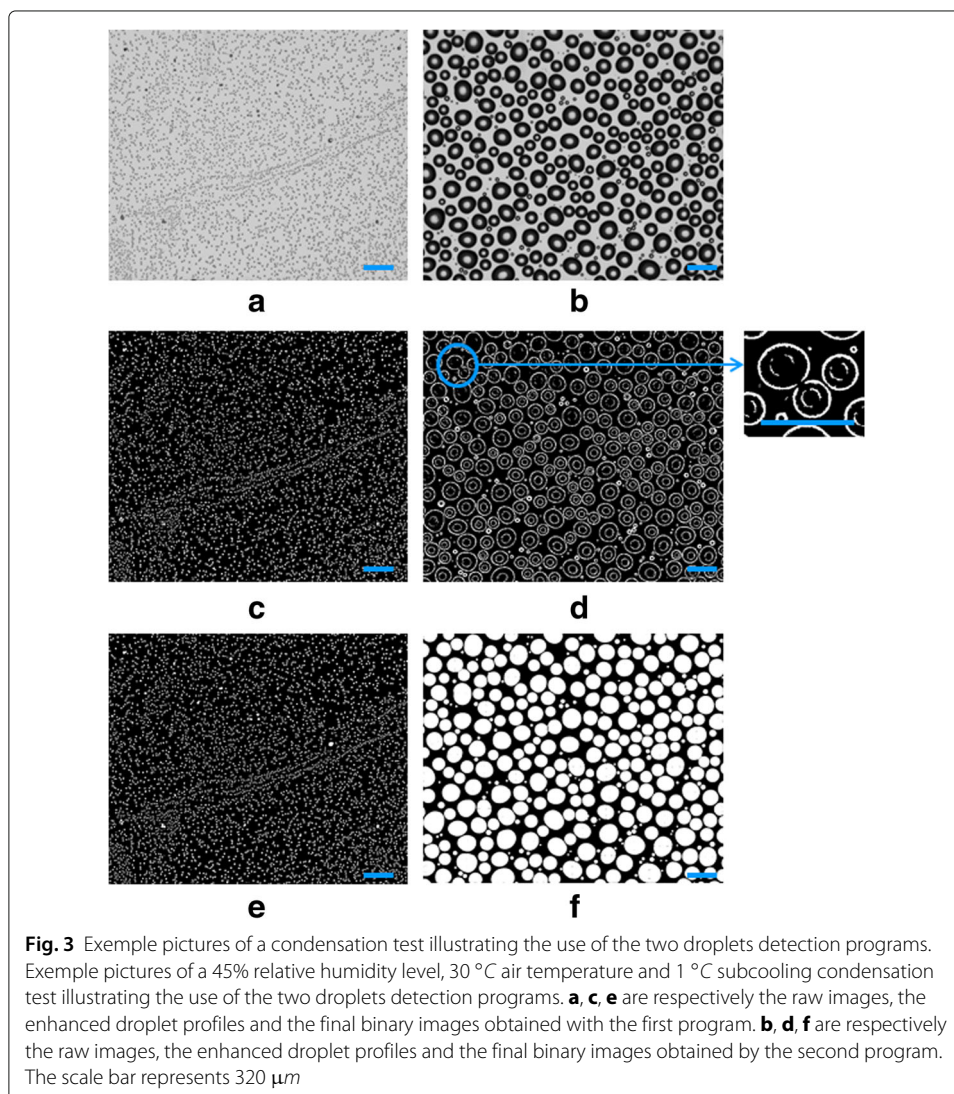 a
b
c
d
e
f
Fig. 3 Exemple pictures of a condensation test illustrating the use of the two droplets detection programs.
Exemple pictures of a 45% relative humidity level, 30 °C air temperature and 1 °C subcooling condensation
test illustrating the use of the two droplets detection programs. a, c, e are respectively the raw images, the
enhanced droplet profiles and the final binary images obtained with the first program. b, d, f are respectively
the raw images, the enhanced droplet profiles and the final binary images obtained by the second program.
The scale bar represents 320 μm